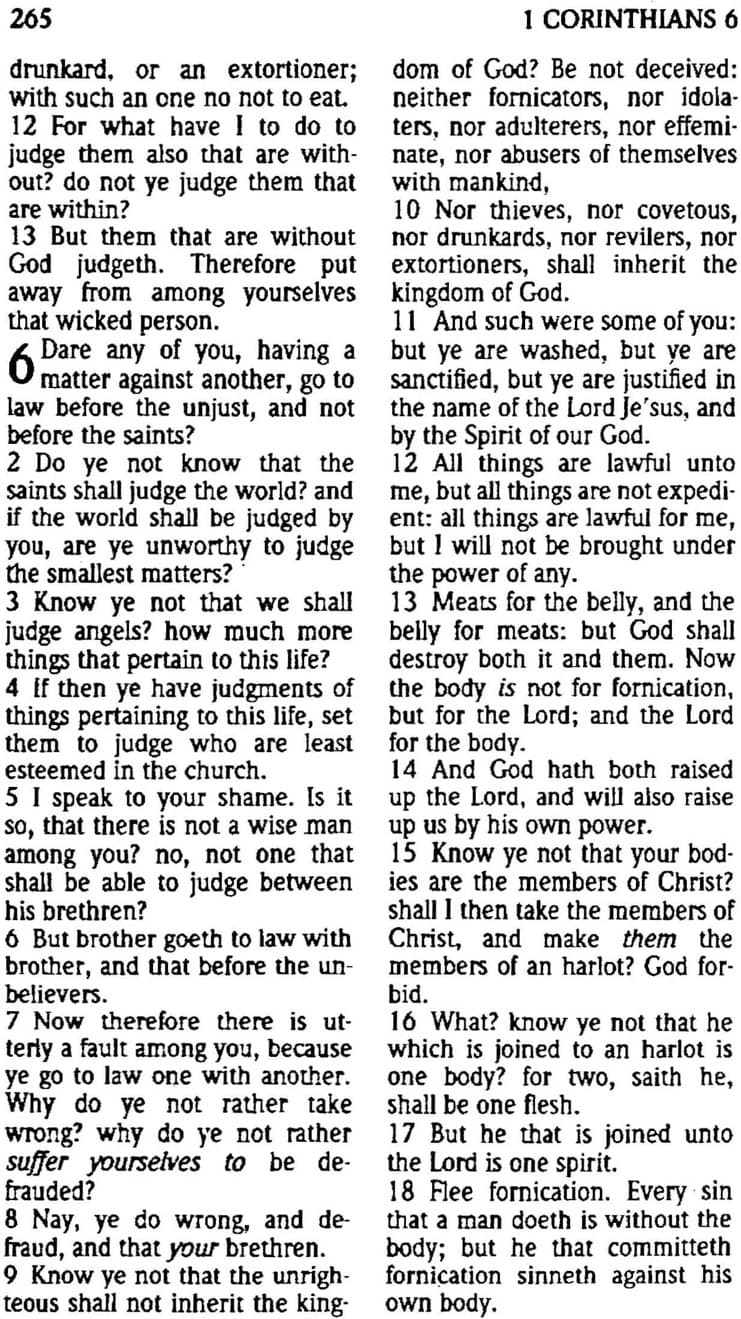 265
1 CORINTHIANS 6
drunkard, or an extortioner;
with such an one no not to eat.
12 For what have I to do to
judge them also that are with-
out? do not ye judge them that
are within?
13 But them that are without
God judgeth. Therefore put
away from among yourselves
that wicked person.
6 Dare any of you, having a
matter against another, go to
law before the unjust, and not
before the saints?
2 Do ye not know that the
saints shall judge the world? and
if the world shall be judged by
you, are ye unworthy to judge
the smallest matters?
3 Know ye not that we shall
judge angels? how much more
things that pertain to this life?
4 If then ye have judgments of
things pertaining to this life, set
them to judge who are least
esteemed in the church.
5 I speak to your shame. Is it
so, that there is not a wise man
among you? no, not one that
shall be able to judge between
his brethren?
6 But brother goeth to law with
brother, and that before the un-
believers.
7 Now therefore there is ut-
terly a fault among you, because
ye go to law one with another.
Why do ye not rather take
wrong? why do ye not rather
suffer yourselves to be de-
frauded?
8 Nay, ye do wrong, and de-
fraud, and that your brethren.
9 Know ye not that the unrigh-
teous shall not inherit the king-
dom of God? Be not deceived:
neither fornicators, nor idola-
ters, nor adulterers, nor effemi-
nate, nor abusers of themselves
with mankind,
10 Nor thieves, nor covetous,
nor drunkards, nor revilers, nor
extortioners, shall inherit the
kingdom of God.
11 And such were some of you:
but ye are washed, but ye are
sanctified, but ye are justified in
the name of the Lord Je′sus, and
by the Spirit of our God.
12 All things are lawful unto
me, but all things are not expedi-
ent: all things are lawful for me,
but I will not be brought under
the power of any.
13 Meats for the belly, and the
belly for meats: but God shall
destroy both it and them. Now
the body is not for fornication,
but for the Lord; and the Lord
for the body.
14 And God hath both raised
up the Lord, and will also raise
up us by his own power.
15 Know ye not that your bod-
ies are the members of Christ?
shall I then take the members of
Christ, and make them the
members of an harlot? God for-
bid.
16 What? know ye not that he
which is joined to an harlot is
one body? for two, saith he,
shall be one flesh.
17 But he that is joined unto
the Lord is one spirit.
18 Flee fornication. Every sin
that a man doeth is without the
body; but he that committeth
fornication sinneth against his
own body.